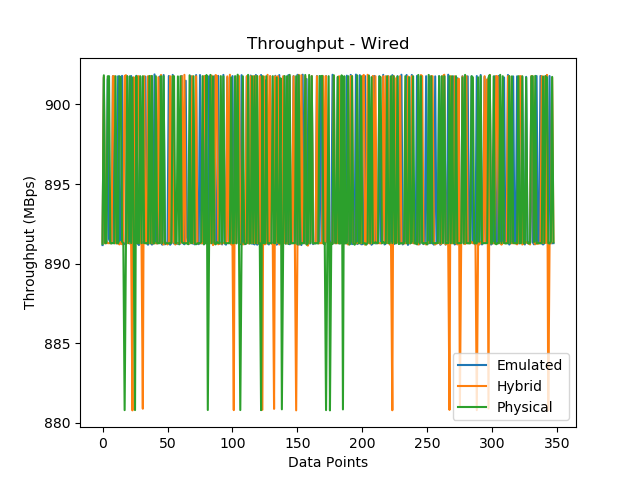 Throughput - Wired
Throughput (MBps)
900
895
890
885
880
0 50 100 150 200 250 300 350
Data Points
Emulated
Hybrid
Physical